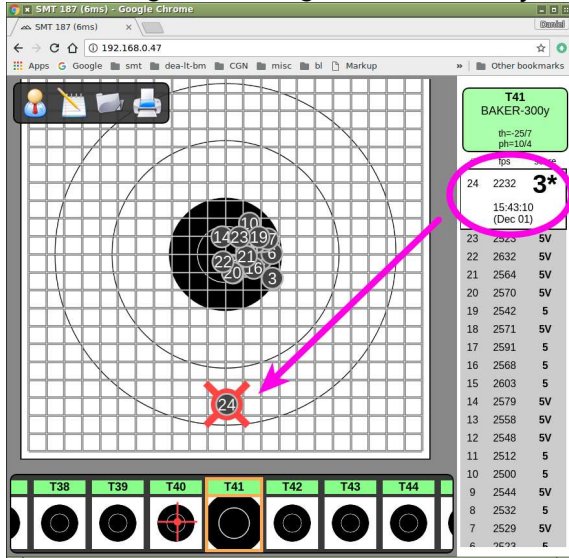 SMT 187 (6ms) - Google Chrome
SMT 187 (6ms)
Daniel
192.168.0.47
Apps Google smt dea-lt-bm CGN misc bl Markup » Other bookmarks
T41
BAKER-300y
th=-25/7
ph=10/4
fps
24 2232 3*
15:43:10
(Dec 01)
23 2523 5V
22 2632 5V
21 2564 5V
20 2570 5V
19 2542 5
18 2571 5V
17 2591 5
16 2568 5
15 2603 5
14 2579 5V
13 2558 5V
12 2548 5V
11 2512 5
10 2500 5
9 2544 5V
8 2532 5
7 2529 5V
6 2523 5
10
14 23 19 7
22 21 6
20 16 3
24
T38 T39 T40 T41 T42 T43 T44